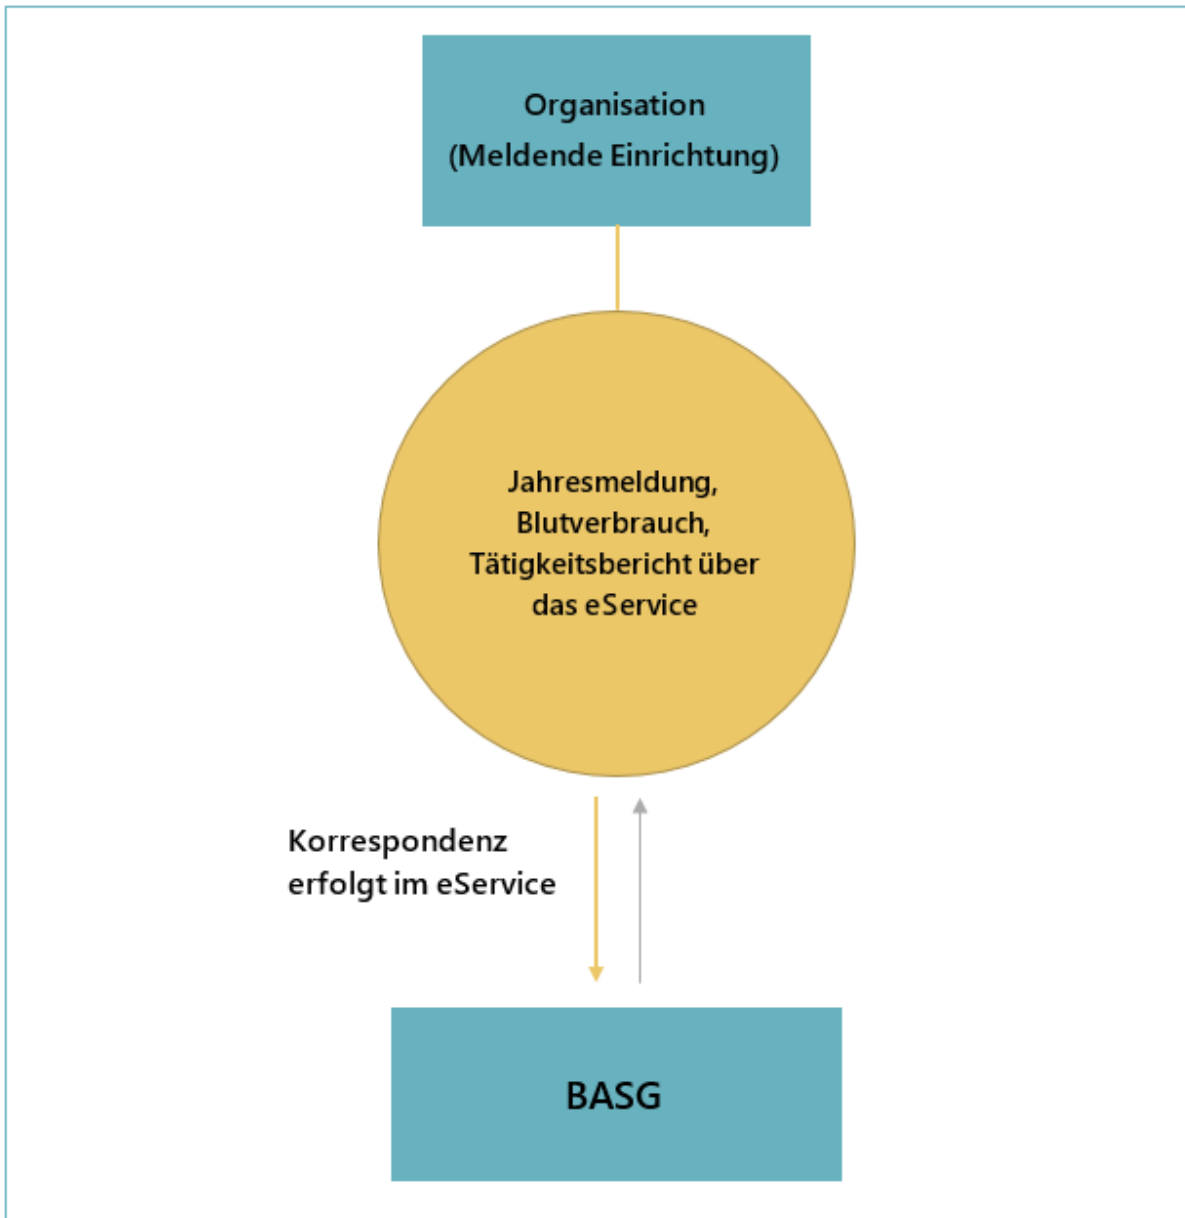 Organisation
(Meldende Einrichtung)
Jahresmeldung,
Blutverbrauch,
Tätigkeitsbericht über
das eService
Korrespondenz
erfolgt im eService
BASG